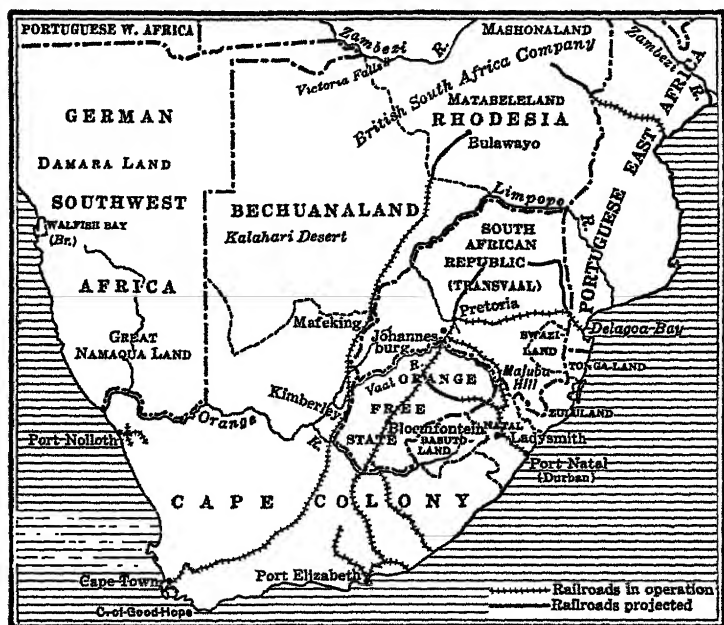 PORTUGUESE W. AFRICA
Zambezi R.
MASHONALAND
Zambezi R.
Victoria Falls
British South Africa Company
GERMAN
MATABELELAND
RHODESIA
Bulawayo
DAMARA LAND
SOUTHWEST
PORTUGUESE EAST AFRICA
Limpopo R.
BECHUANALAND
WALFISH BAY
(Br.)
Kalahari Desert
SOUTH
AFRICAN
REPUBLIC
(TRANSVAAL)
AFRICA
Pretoria
Mafeking
Johannes
burg
Delagoa Bay
SWAZI-
LAND
GREAT
NAMAQUA LAND
Majuba
Hill
TONGA-LAND
Kimberley
Vaal R.
ORANGE
FREE
STATE
Orange R.
ZULULAND
Bloemfontein
NATAL
Port Nolloth
BASUTO
LAND
Ladysmith
Port Natal
(Durban)
CAPE COLONY
Cape Town
Port Elizabeth
C. of Good Hope
Railroads in operation
Railroads projected